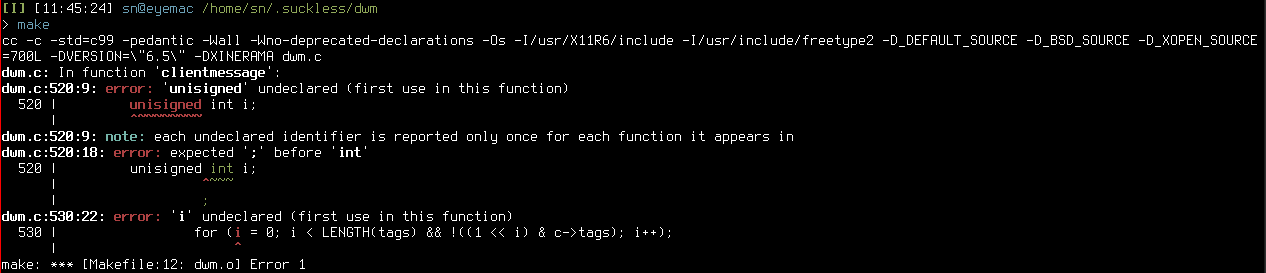 [I] [11:45:24] sn@eyemac /home/sn/.suckless/dwm
> make
cc -c -std=c99 -pedantic -Wall -Wno-deprecated-declarations -Os -I/usr/X11R6/include -I/usr/include/freetype2 -D_DEFAULT_SOURCE -D_BSD_SOURCE -D_XOPEN_SOURCE
=700L -DVERSION=\"6.5\" -DXINERAMA dwm.c
dwm.c: In function 'clientmessage':
dwm.c:520:9: error: 'unisigned' undeclared (first use in this function)
  520 |         unisigned int i;
      |         ^~~~~~~~~
dwm.c:520:9: note: each undeclared identifier is reported only once for each function it appears in
dwm.c:520:18: error: expected ';' before 'int'
  520 |         unisigned int i;
      |                  ^~~~
      |                  ;
dwm.c:530:22: error: 'i' undeclared (first use in this function)
  530 |                 for (i = 0; i < LENGTH(tags) && !((1 << i) & c->tags); i++);
      |                      ^
make: *** [Makefile:12: dwm.o] Error 1